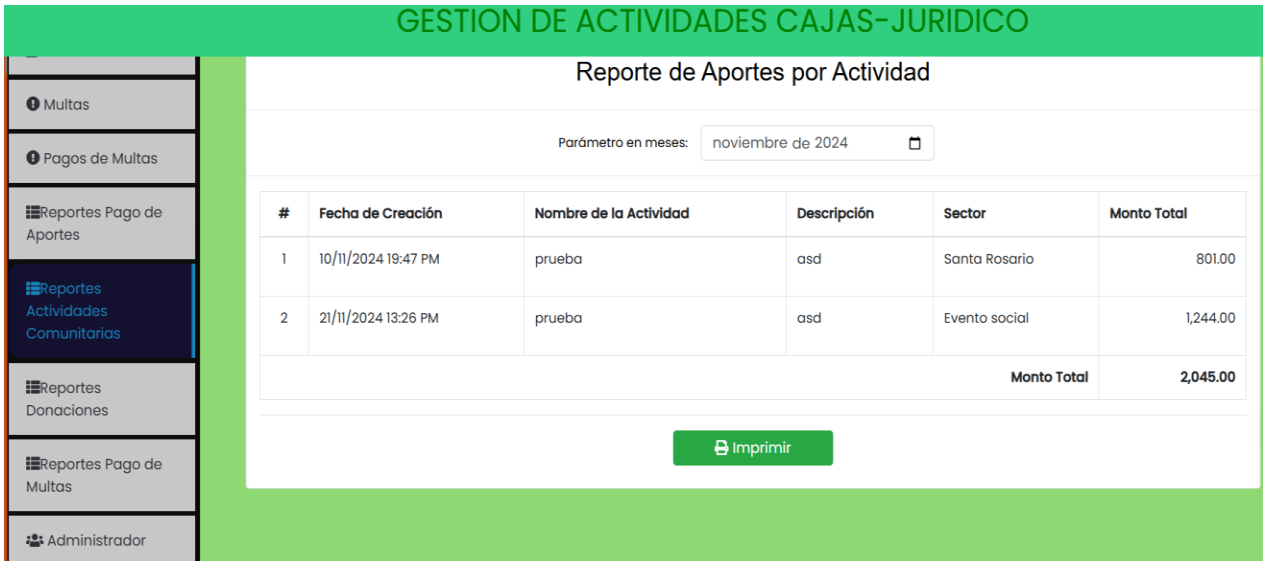 GESTION DE ACTIVIDADES CAJAS-JURIDICO
Multas
Pagos de Multas
Reportes Pago de
Aportes
Reportes
Actividades
Comunitarias
Reportes
Donaciones
Reportes Pago de
Multas
Administrador
Reporte de Aportes por Actividad
Parámetro en meses: noviembre de 2024
# Fecha de Creación Nombre de la Actividad Descripción Sector Monto Total
1 10/11/2024 19:47 PM prueba asd Santa Rosario 801.00
2 21/11/2024 13:26 PM prueba asd Evento social 1,244.00
Monto Total 2,045.00
Imprimir